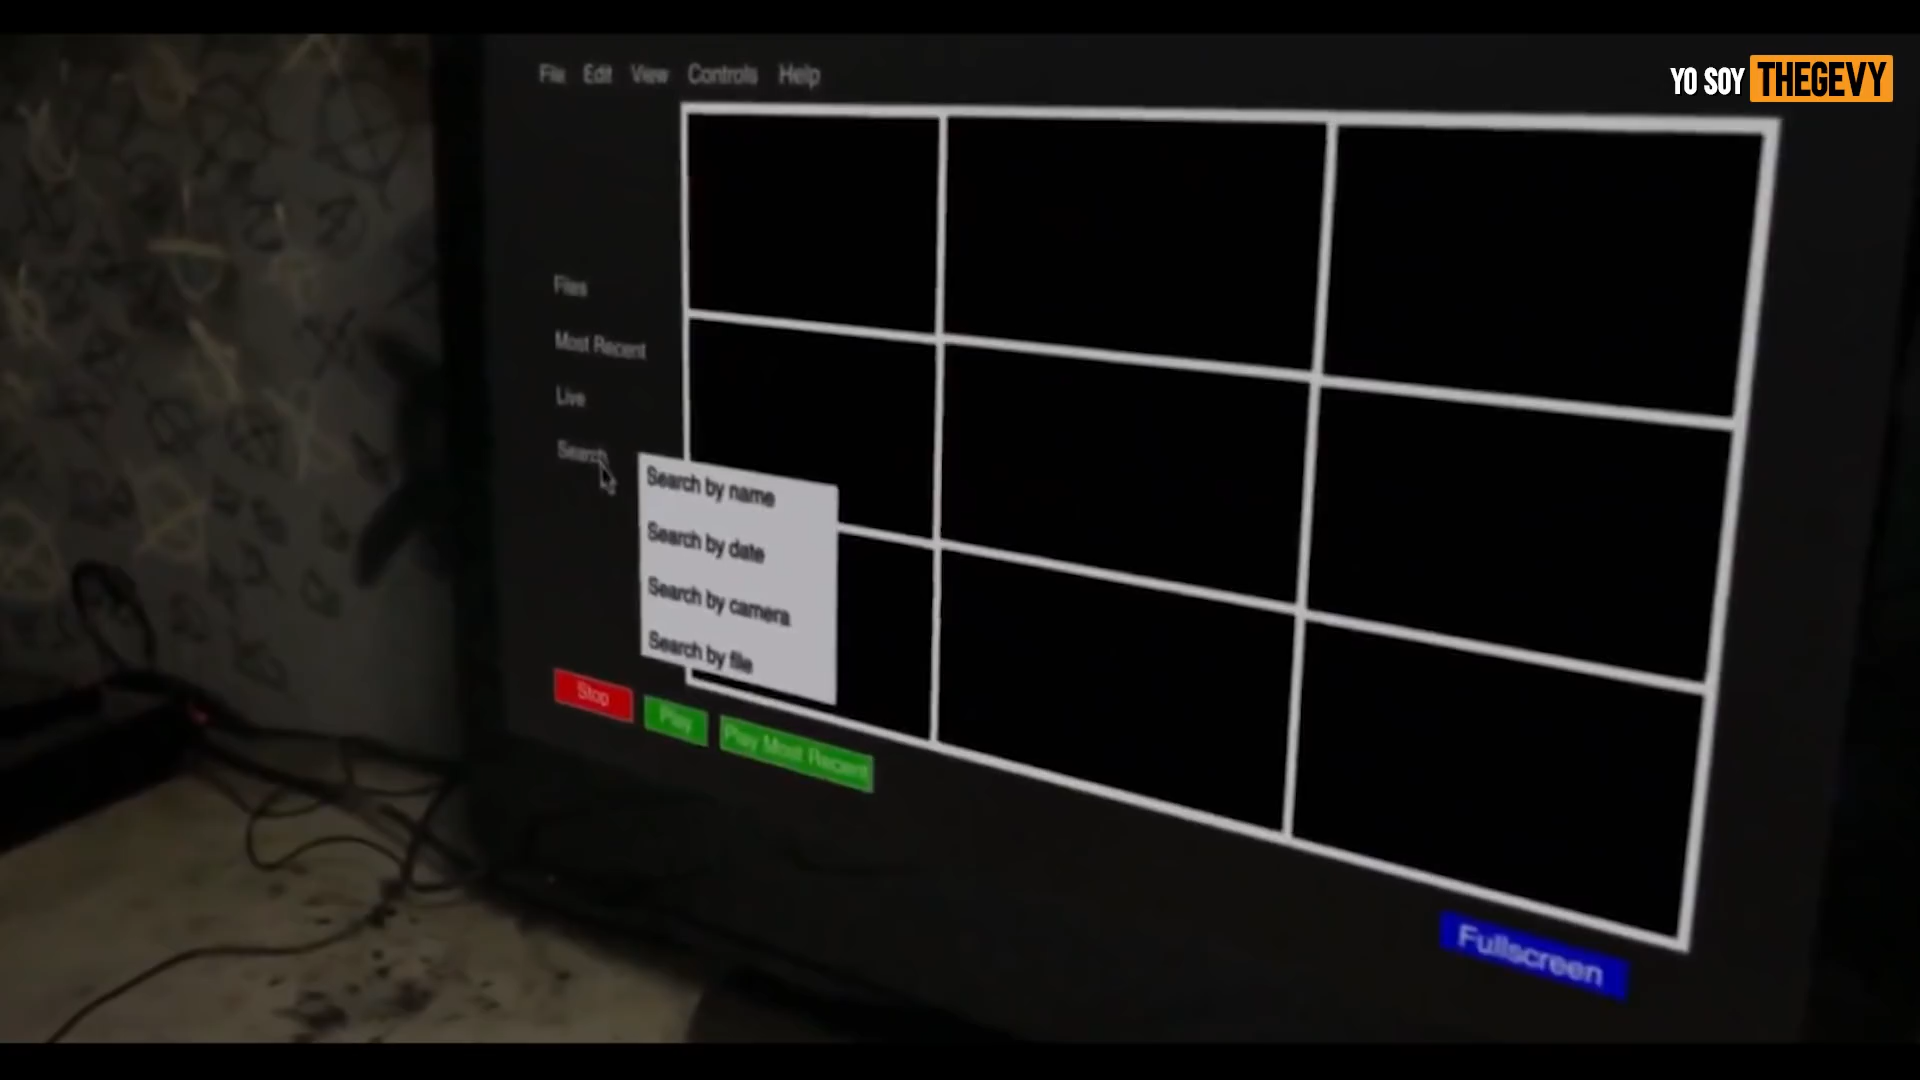 File Edit View Controls Help
YO SOY THEGEVY
Files
Most Recent
Live
Search
Search by name
Search by date
Search by camera
Search by file
Stop
Play
Play Most Recent
Fullscreen